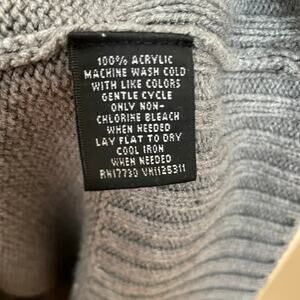 100% ACRYLIC
MACHINE WASH COLD
WITH LIKE COLORS
GENTLE CYCLE
ONLY NON-
CHLORINE BLEACH
WHEN NEEDED
LAY FLAT TO DRY
COOL IRON
WHEN NEEDED
RN17730 VN1125311